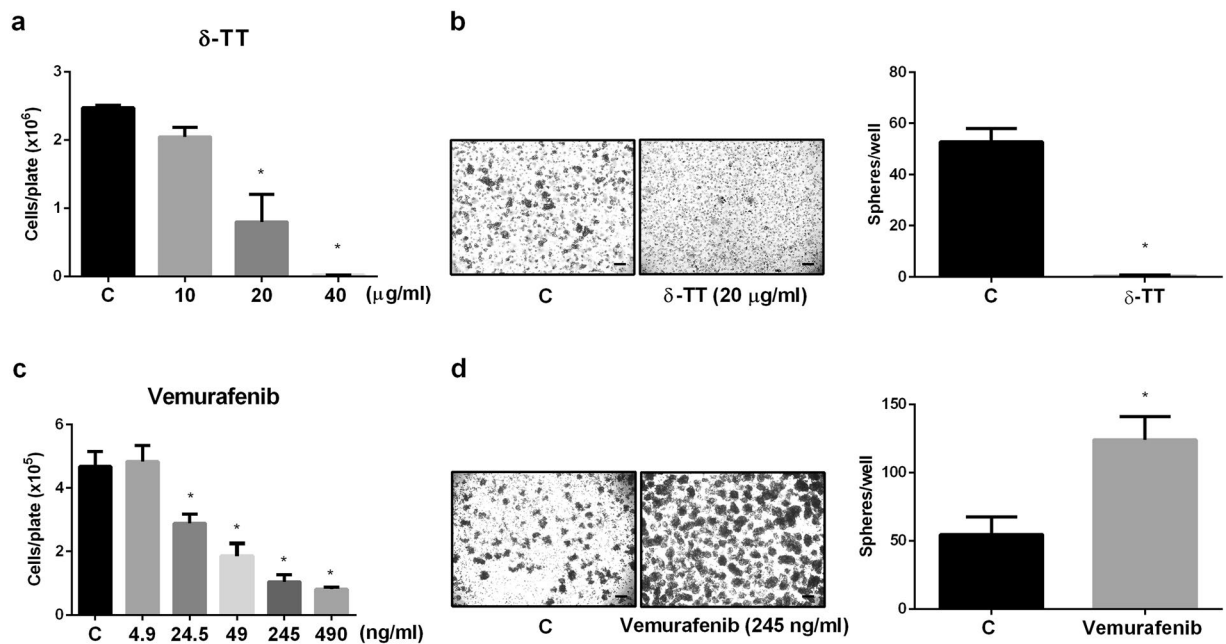 a
δ-TT
Cells/plate (x10⁶)
3
2
1
0
*
*
C 10 20 40 (μg/ml)
b
C
δ-TT (20 μg/ml)
Spheres/well
80
60
40
20
0
*
C δ-TT
c
Vemurafenib
Cells/plate (x10⁵)
6
4
2
0
*
*
*
*
C 4.9 24.5 49 245 490 (ng/ml)
d
C
Vemurafenib (245 ng/ml)
Spheres/well
150
100
50
0
*
C Vemurafenib